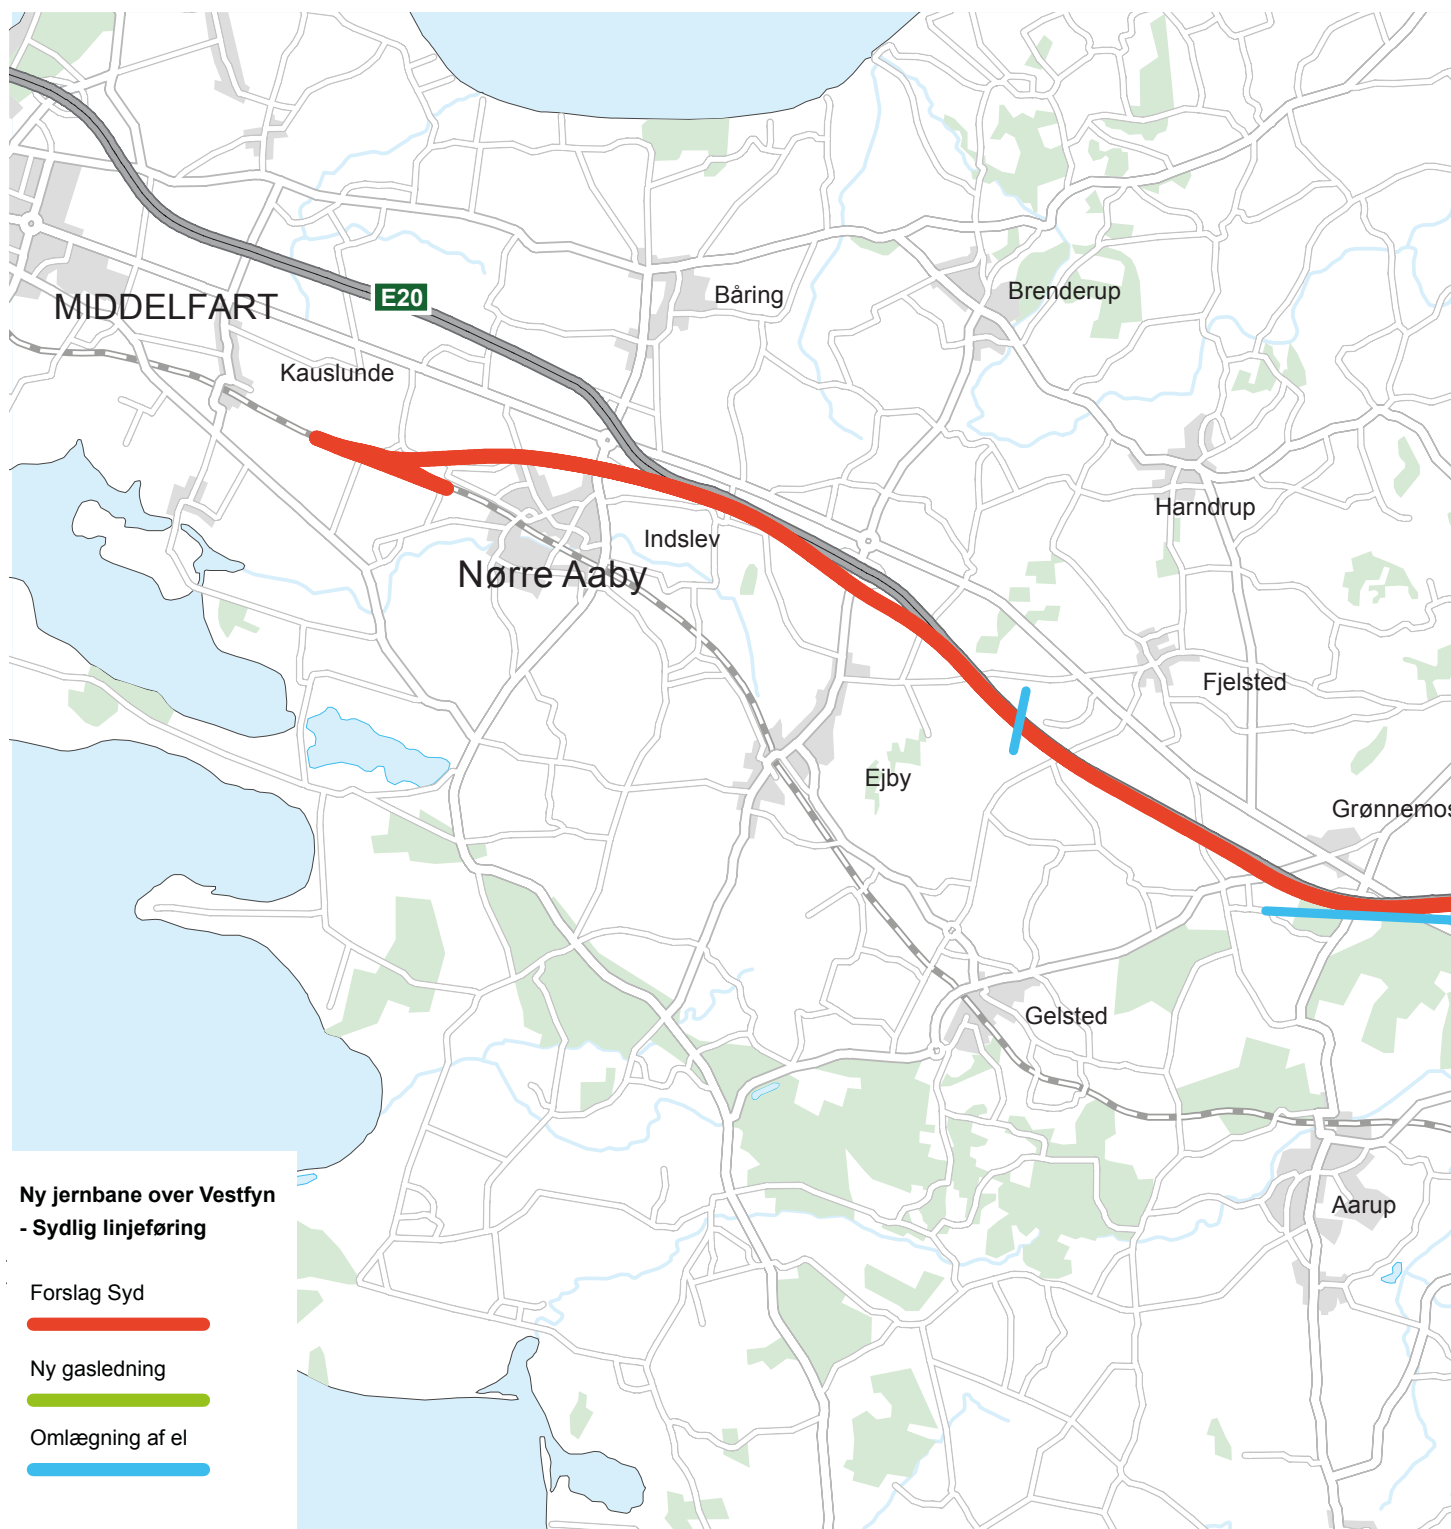 E20
MIDDELFART
Båring
Brenderup
Kauslunde
Harndrup
Indslev
Nørre Aaby
Fjelsted
Ejby
Grønnemos
Gelsted
Aarup
Ny jernbane over Vestfyn
- Sydlig linjeføring
Forslag Syd
Ny gasledning
Omlægning af el